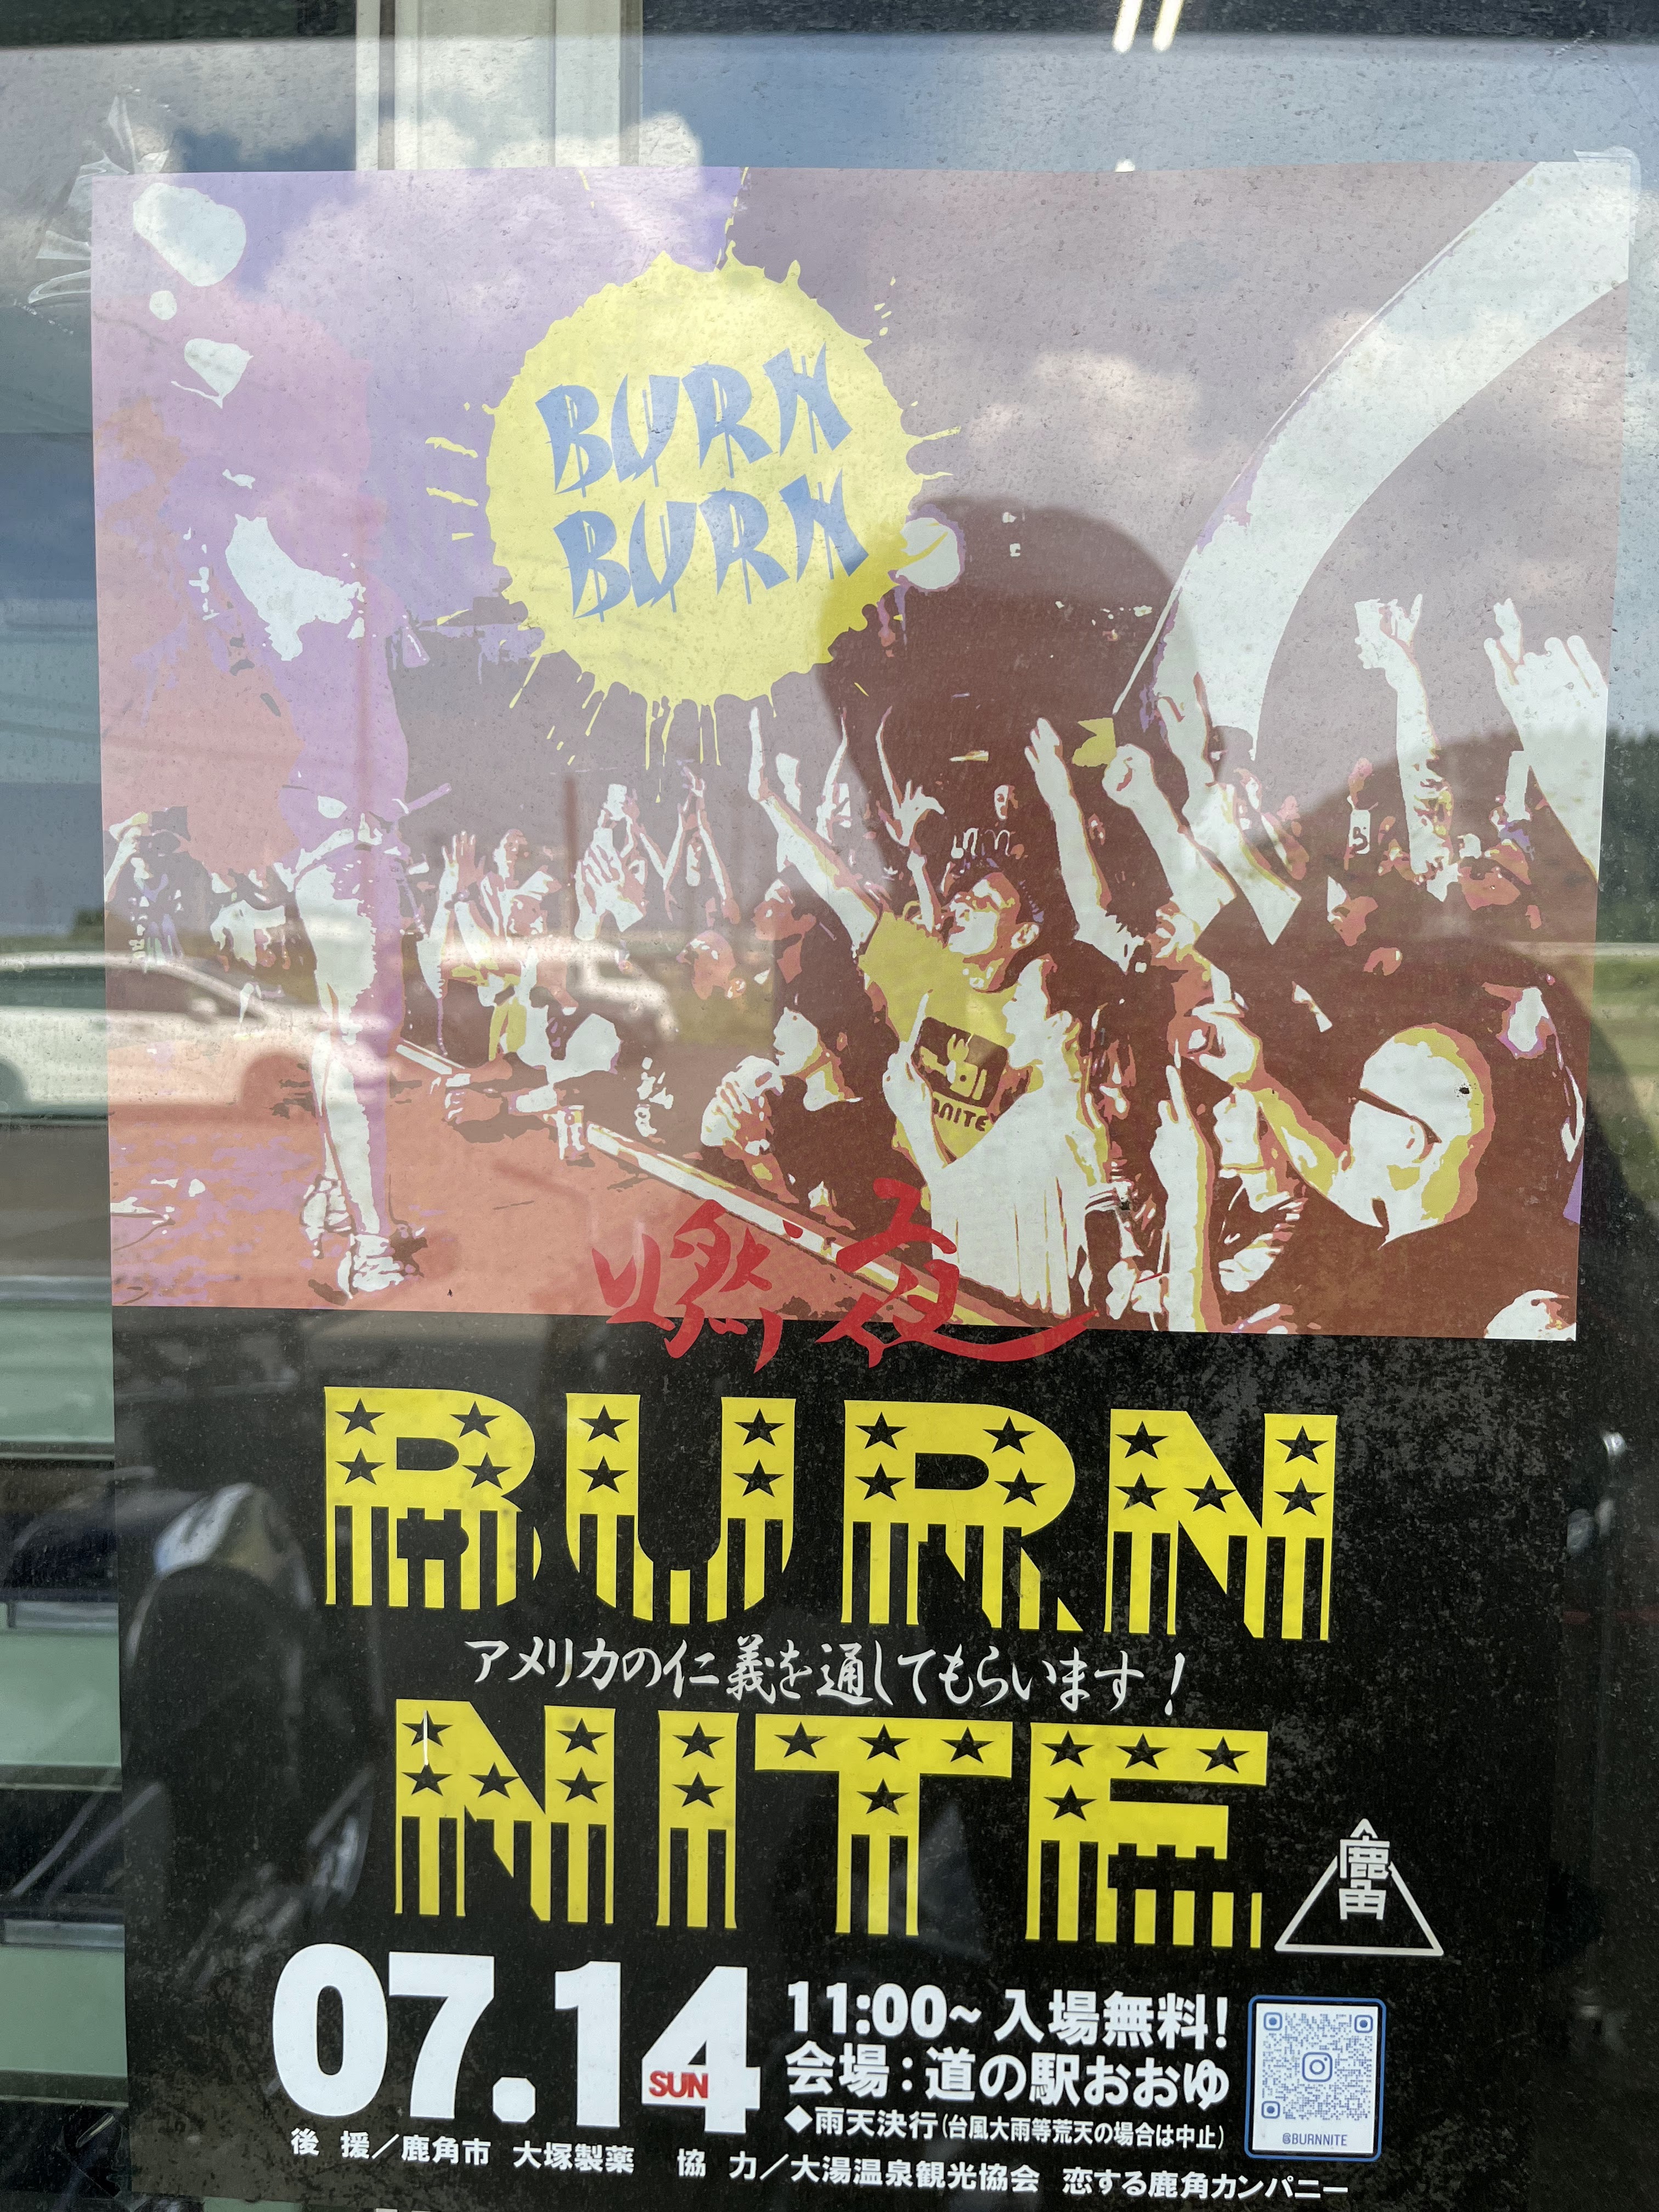 BURN
BURN
NITE
燃夜
BURN
アメリカの仁義を通してもらいます!
NITE
鹿角
07.14
SUN
11:00~ 入場無料!
会場:道の駅おおゆ
◆雨天決行(台風大雨等荒天の場合は中止)
@BURNNITE
後 援/鹿角市 大塚製薬 協 力/大湯温泉観光協会 恋する鹿角カンパニー